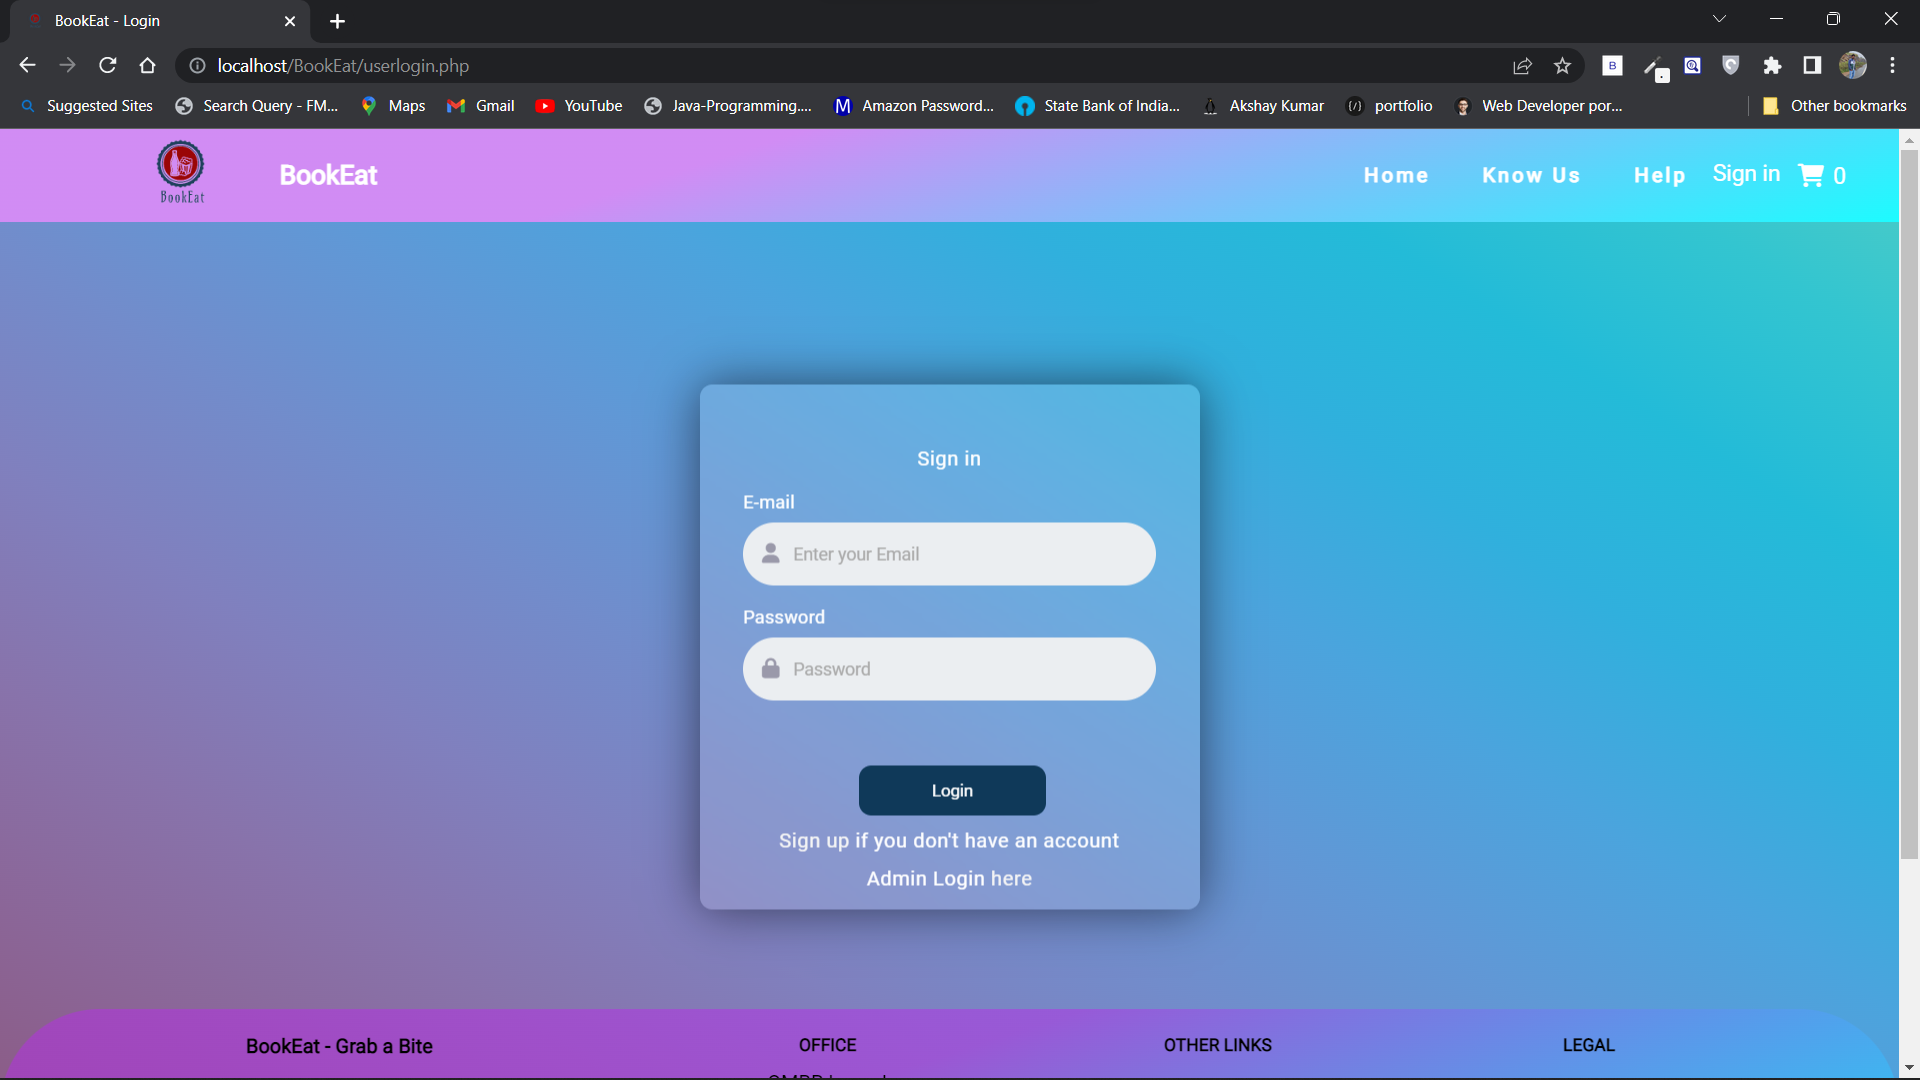 BookEat - Login
localhost/BookEat/userlogin.php
Suggested Sites Search Query - FM... Maps Gmail YouTube Java-Programming.... Amazon Password... State Bank of India... Akshay Kumar portfolio Web Developer por... Other bookmarks
BookEat
BookEat Home Know Us Help Sign in 0
Sign in
E-mail
Enter your Email
Password
Password
Login
Sign up if you don't have an account
Admin Login here
BookEat - Grab a Bite OFFICE OTHER LINKS LEGAL